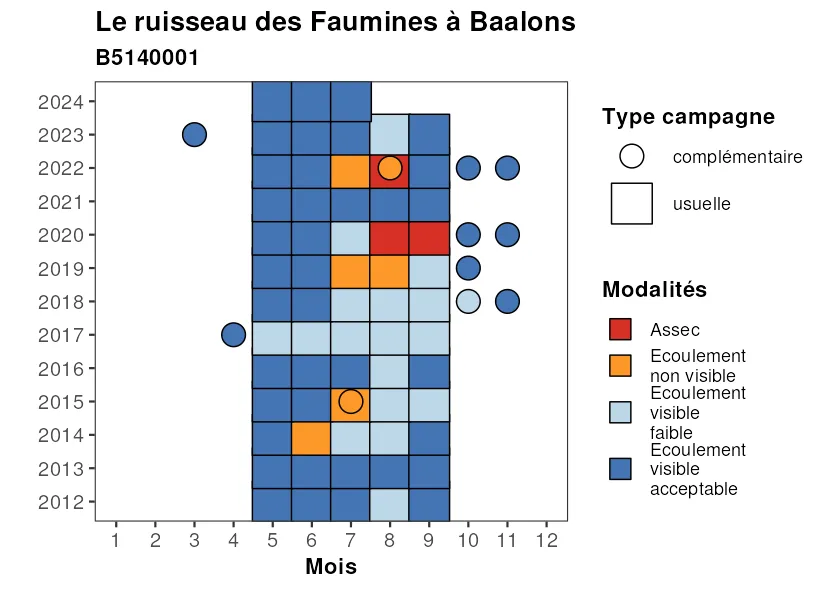 Le ruisseau des Faumines à Baalons
B5140001
2024
2023
2022
2021
2020
2019
2018
2017
2016
2015
2014
2013
2012
1 2 3 4 5 6 7 8 9 10 11 12
Mois
Type campagne
complémentaire
usuelle
Modalités
Assec
Ecoulement
non visible
Ecoulement
visible
faible
Ecoulement
visible
acceptable